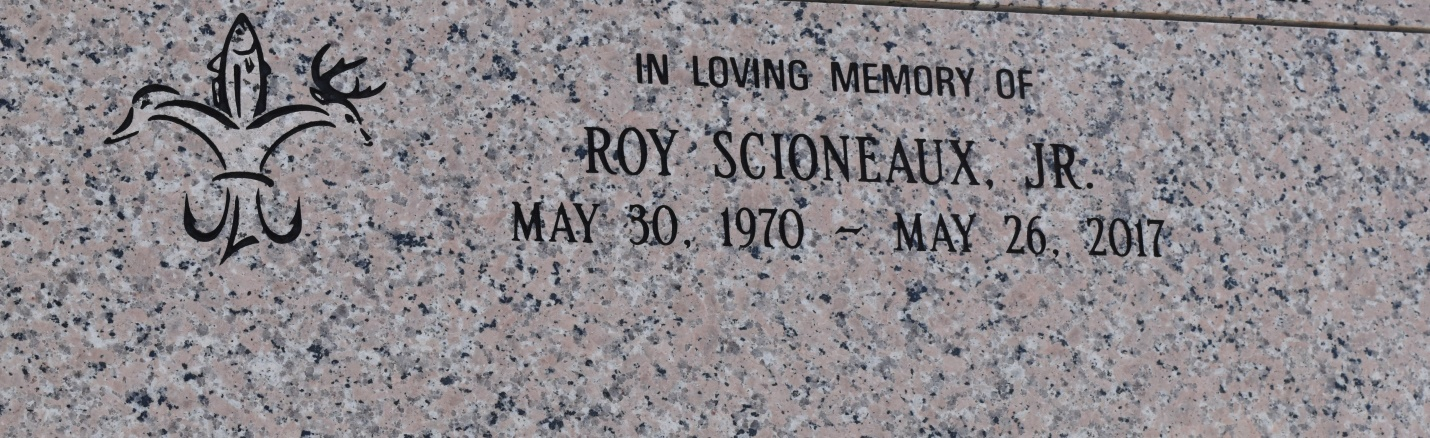 IN LOVING MEMORY OF
ROY SCIONEAUX, JR.
MAY 30, 1970 ~ MAY 26, 2017